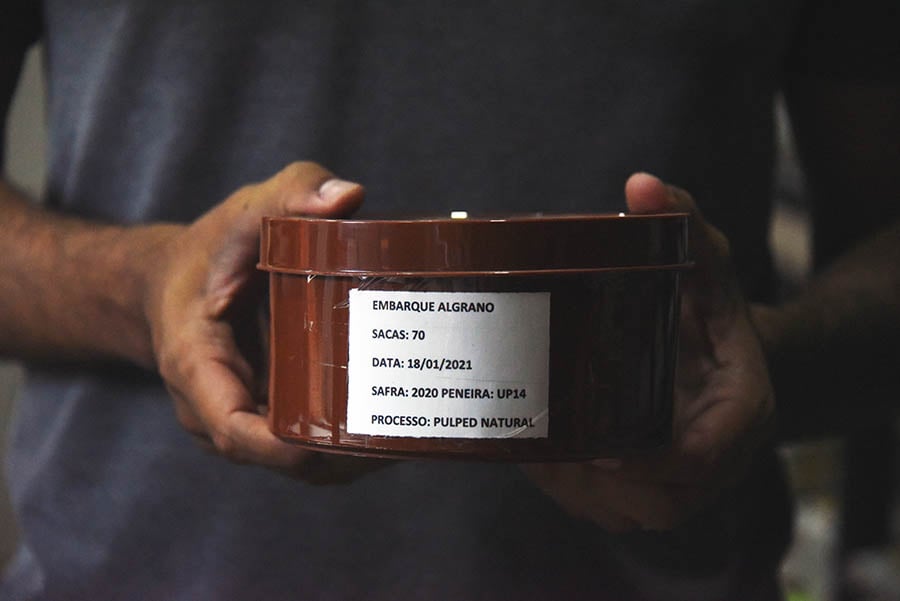 EMBARQUE ALGRANO
SACAS: 70
DATA: 18/01/2021
SAFRA: 2020 PENEIRA: UP14
PROCESSO: PULPED NATURAL